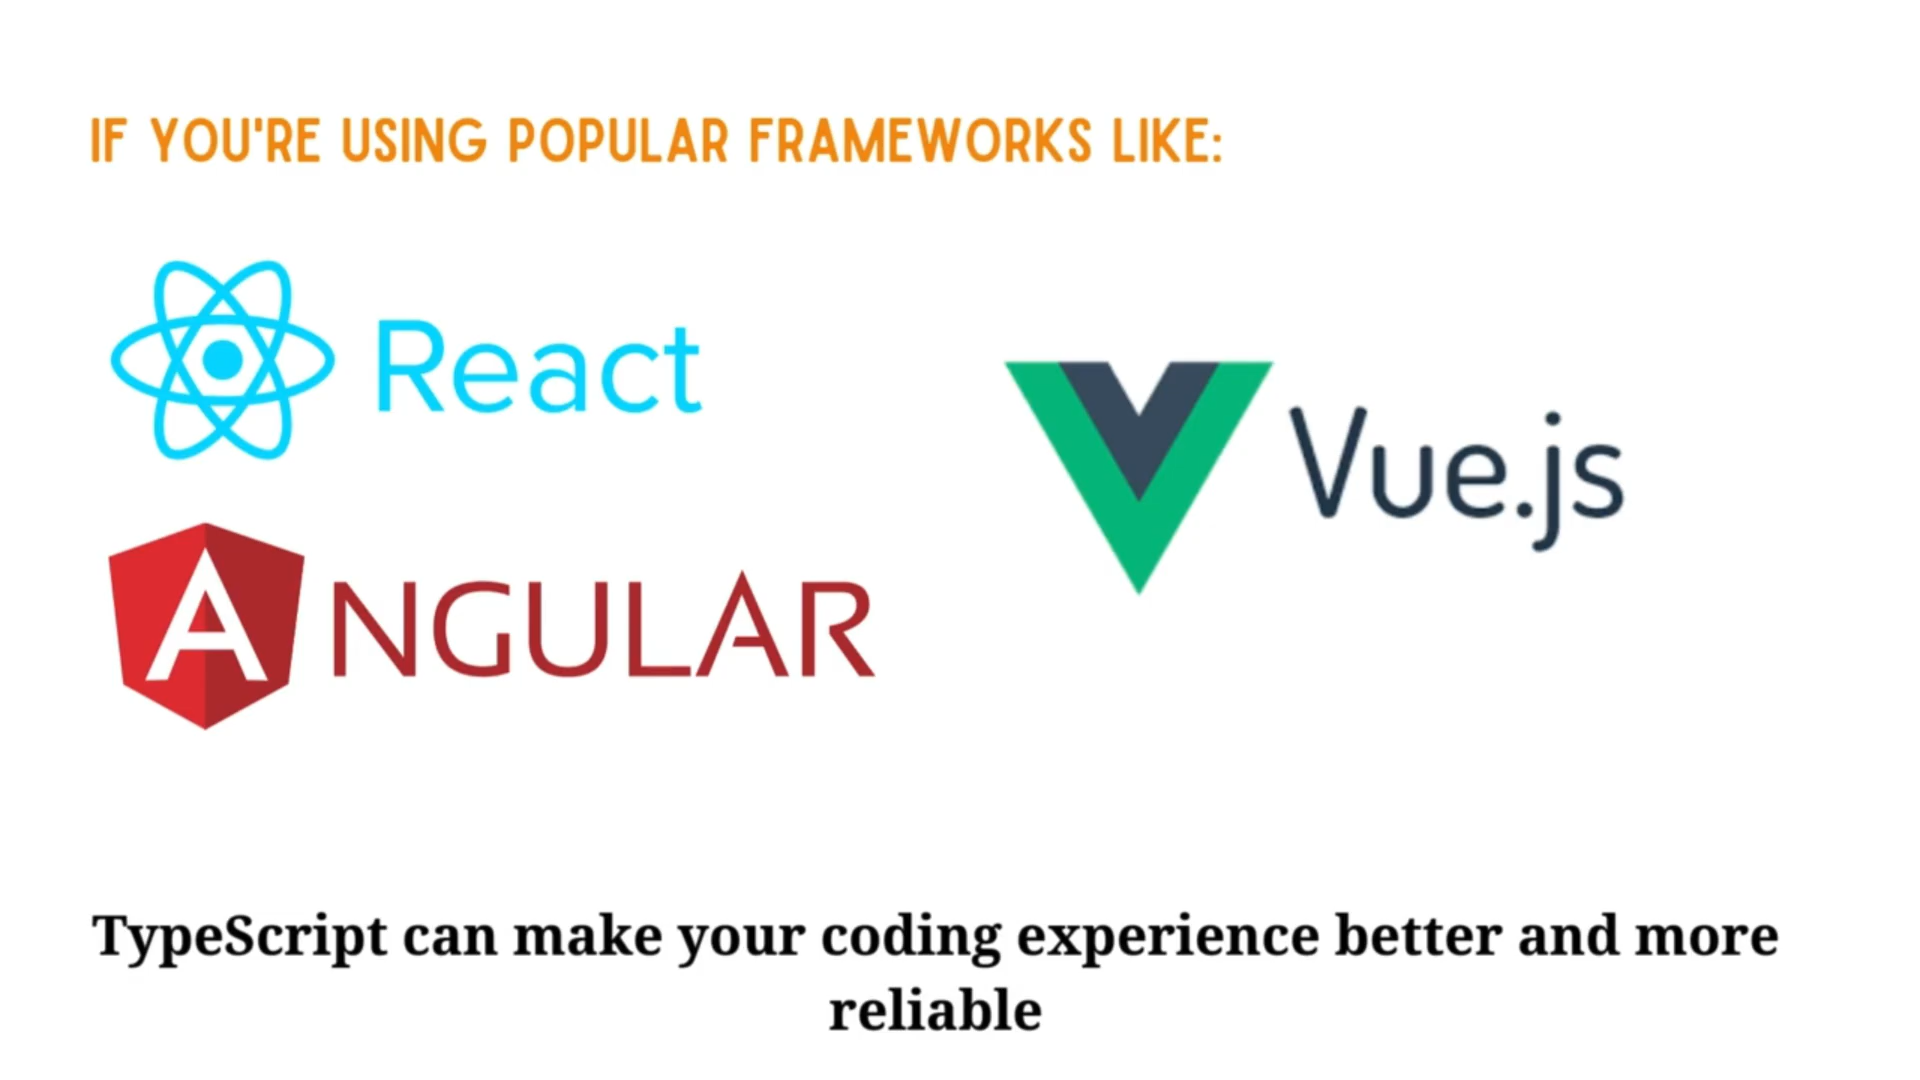 IF YOU'RE USING POPULAR FRAMEWORKS LIKE:
React
Vue.js
ANGULAR
TypeScript can make your coding experience better and more
reliable